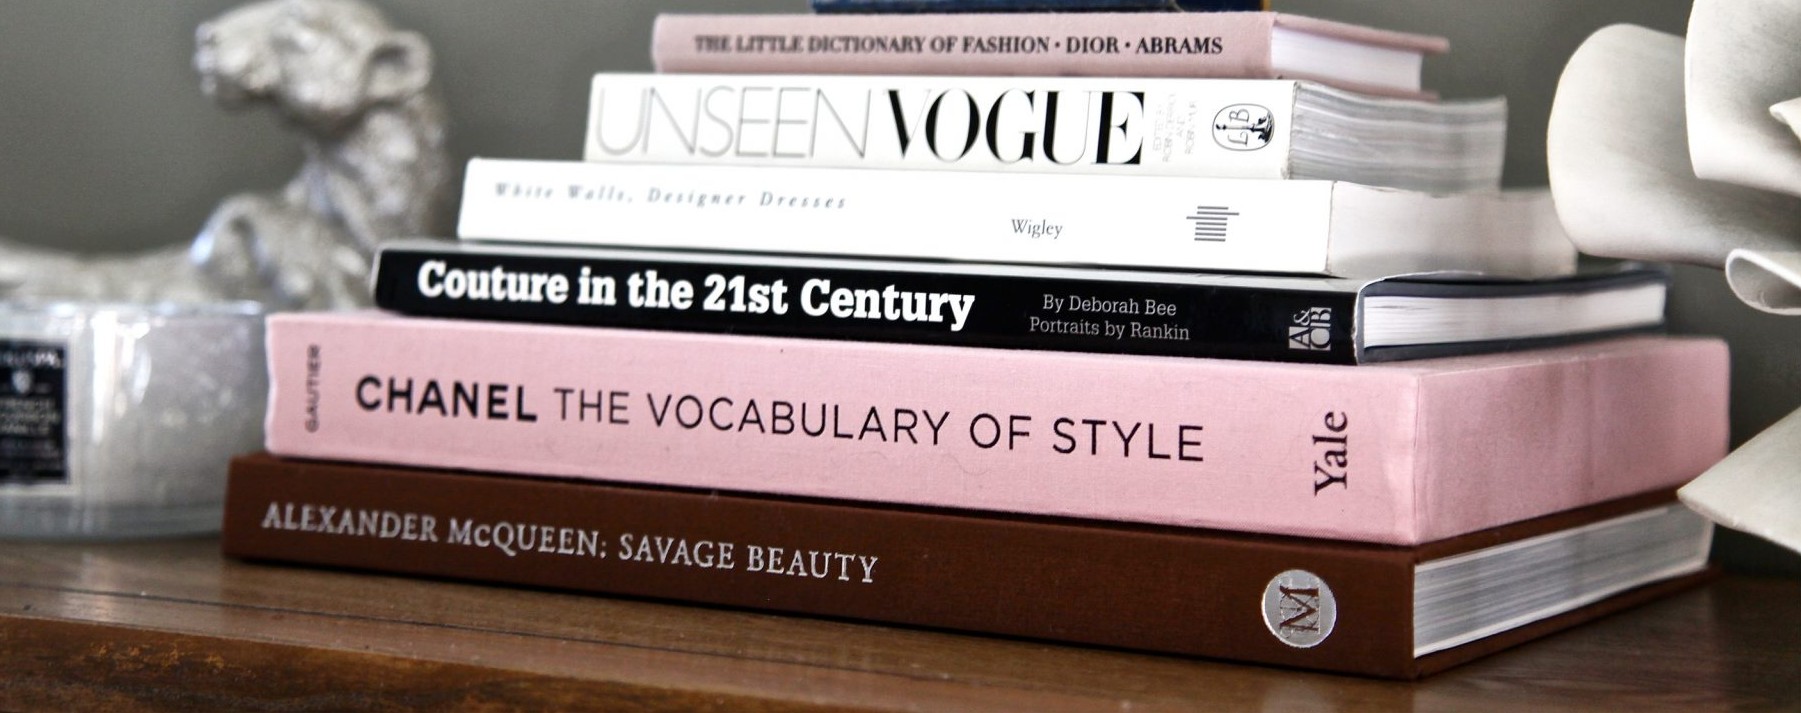 THE LITTLE DICTIONARY OF FASHION • DIOR • ABRAMS
UNSEEN VOGUE
White Walls, Designer Dresses
Wigley
Couture in the 21st Century
By Deborah Bee
Portraits by Rankin
A&CB
GAUTIER
CHANEL THE VOCABULARY OF STYLE
Yale
ALEXANDER McQUEEN: SAVAGE BEAUTY
M